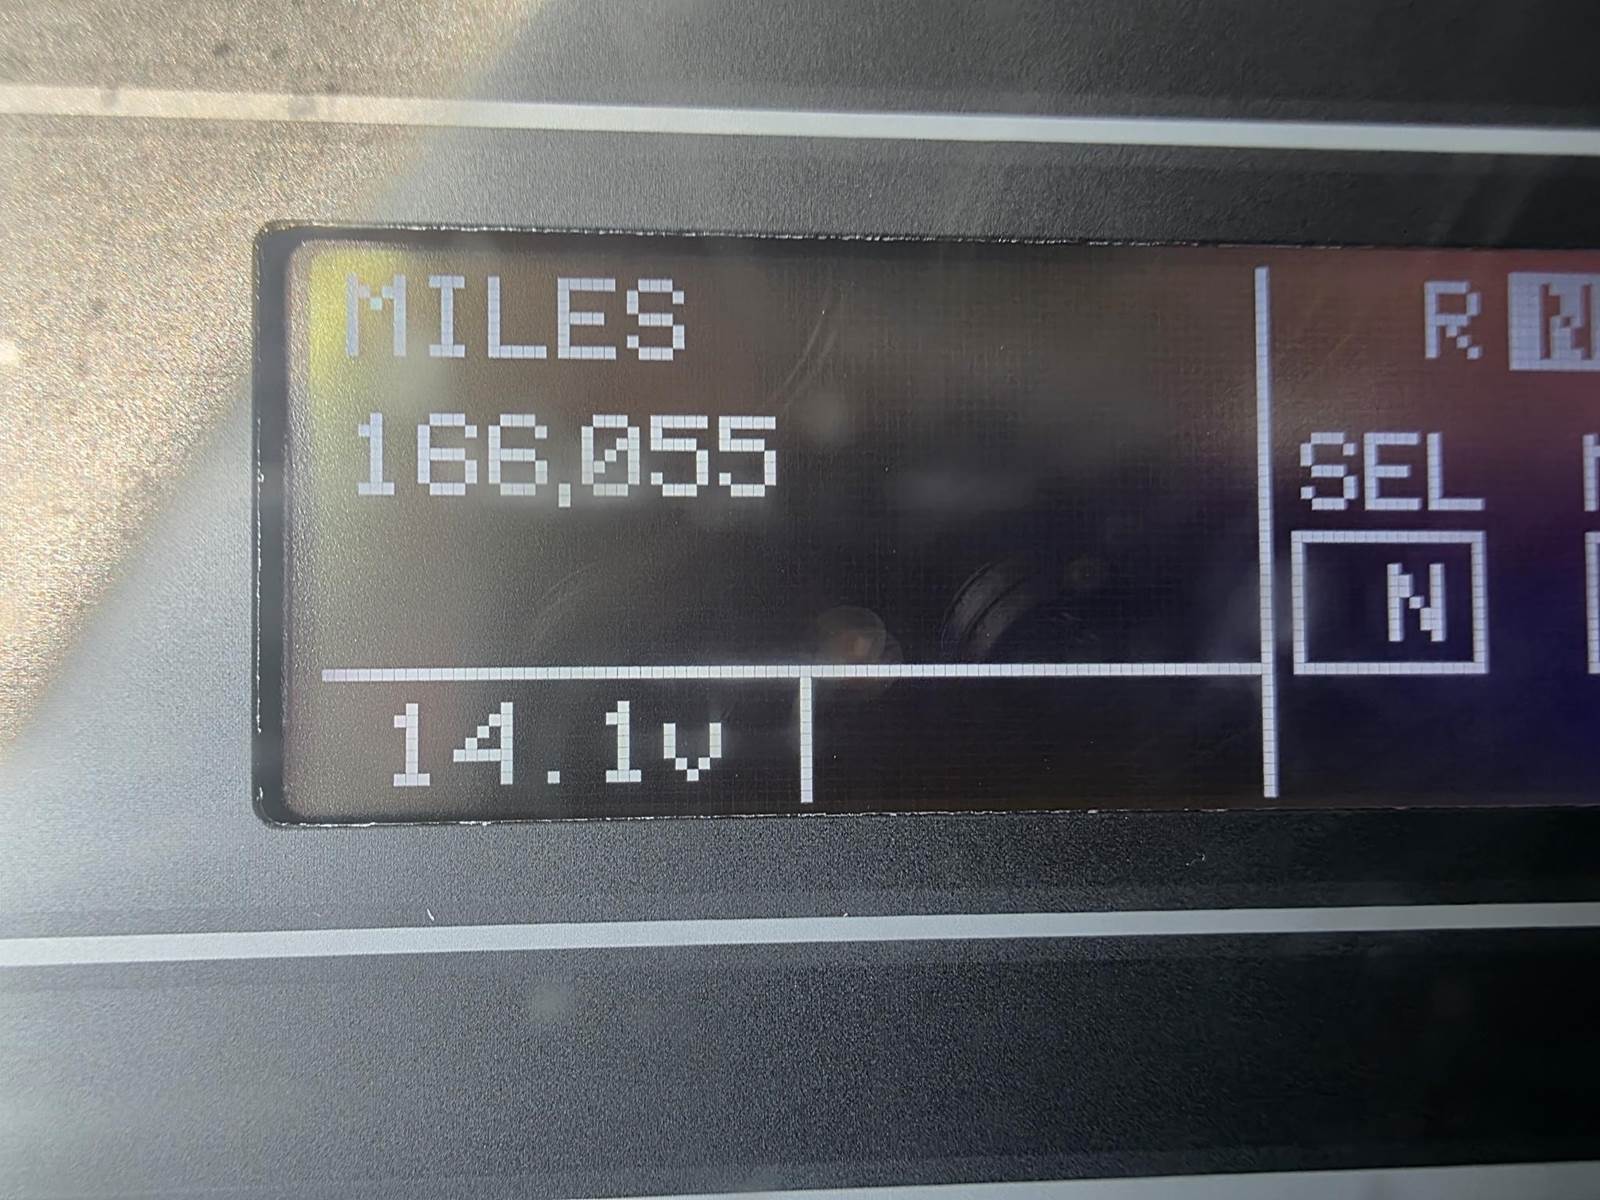 MILES
166,055
14.1v
R N
SEL
N